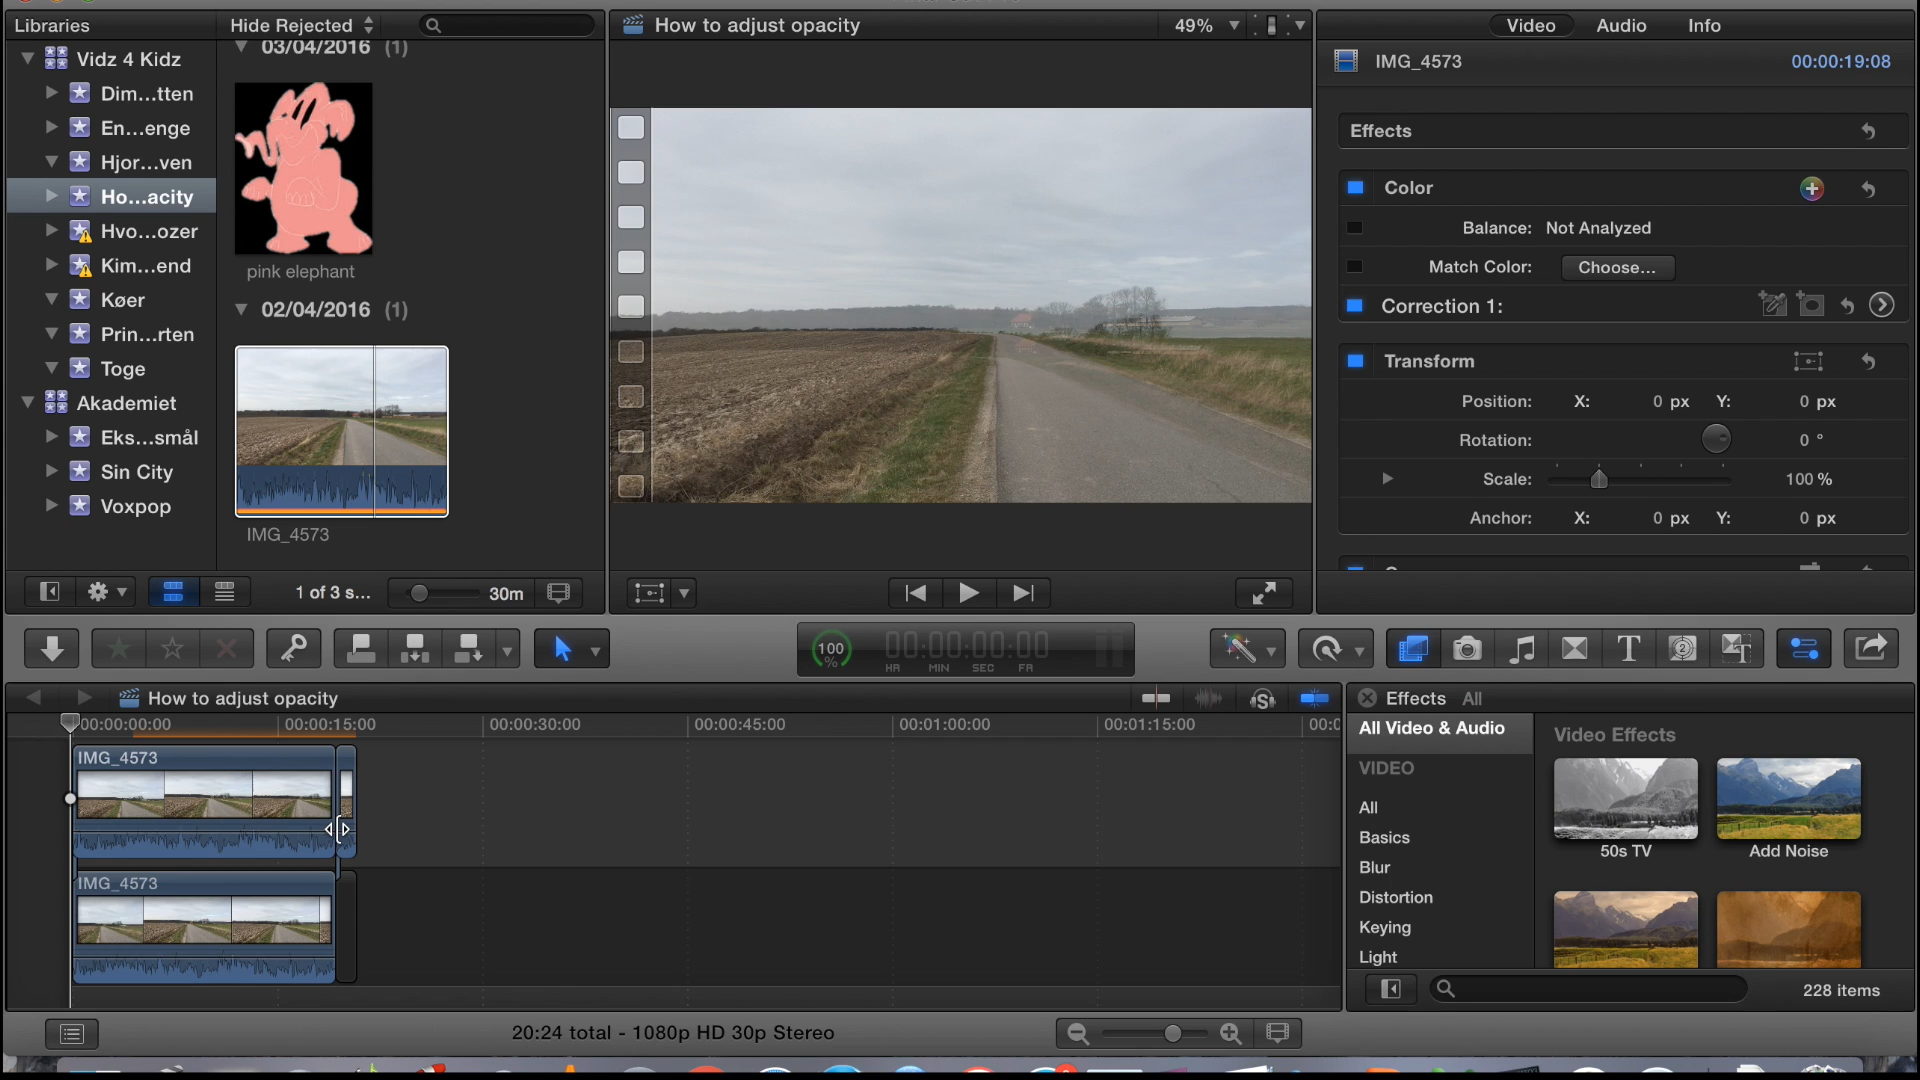 Libraries
Hide Rejected
How to adjust opacity
49%
Video
Audio
Info
Vidz 4 Kidz
Dim...tten
En...enge
Hjor...ven
Ho...acity
Hvo...ozer
Kim...end
Køer
Prin...rten
Toge
Akademiet
Eks...smål
Sin City
Voxpop
03/04/2016 (1)
pink elephant
02/04/2016 (1)
IMG_4573
1 of 3 s...
30m
IMG_4573
00:00:19:08
Effects
Color
Balance: Not Analyzed
Match Color: Choose...
Correction 1:
Transform
Position: X: 0 px Y: 0 px
Rotation: 0 °
Scale: 100 %
Anchor: X: 0 px Y: 0 px
100 %
00:00:00:00
HR MIN SEC FR
How to adjust opacity
00:00:00:00
00:00:15:00
00:00:30:00
00:00:45:00
00:01:00:00
00:01:15:00
00:0
IMG_4573
IMG_4573
Effects All
All Video & Audio
VIDEO
All
Basics
Blur
Distortion
Keying
Light
Video Effects
50s TV
Add Noise
228 items
20:24 total - 1080p HD 30p Stereo